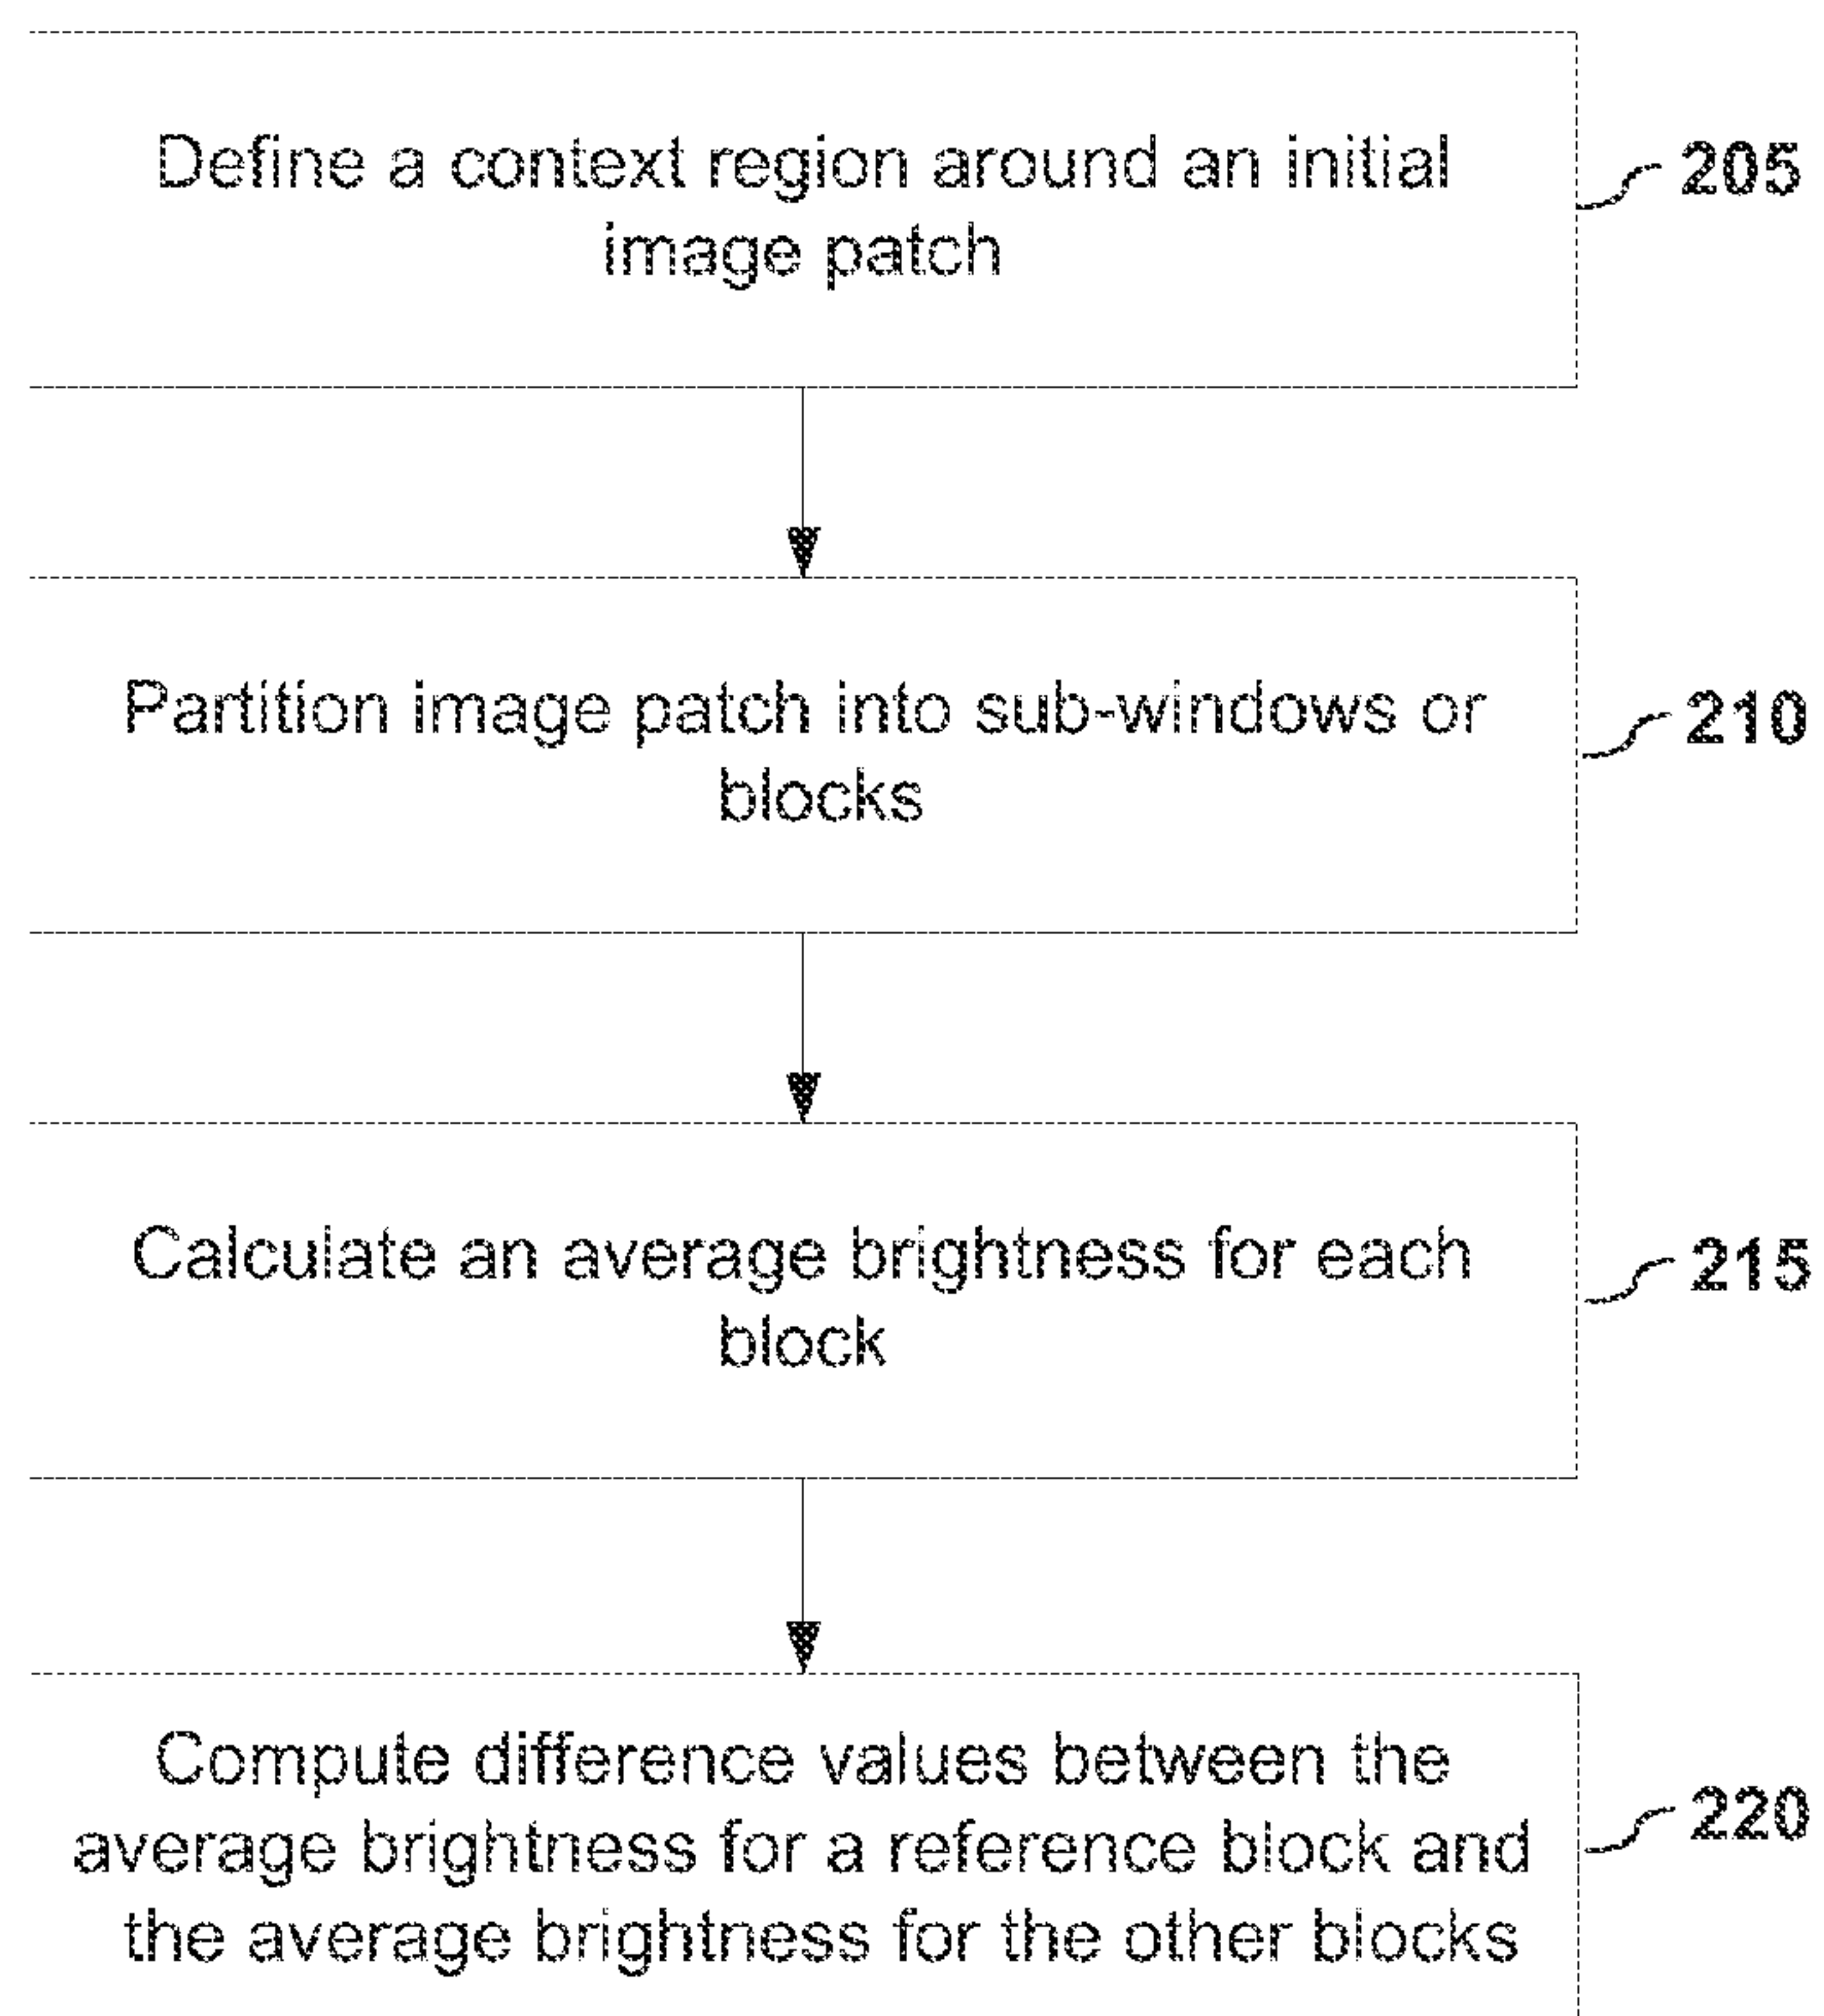 Define a context region around an initial
image patch
205
Partition image patch into sub-windows or
blocks
210
Calculate an average brightness for each
block
215
Compute difference values between the
average brightness for a reference block and
the average brightness for the other blocks
220